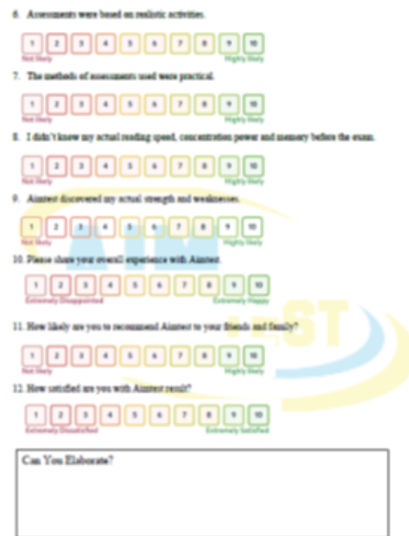 6. Assessments were based on realistic activities.
1 2 3 4 5 6 7 8 9 10
Not likely Highly likely
7. The methods of assessments used were practical.
1 2 3 4 5 6 7 8 9 10
Not likely Highly likely
8. I didn't knew my actual reading speed, concentration power and memory before the exam.
1 2 3 4 5 6 7 8 9 10
Not likely Highly likely
9. Aimtest discovered my actual strength and weaknesses.
1 2 3 4 5 6 7 8 9 10
Not likely Highly likely
AIM
10. Please share your overall experience with Aimtest.
1 2 3 4 5 6 7 8 9 10
Extremely Disappointed Extremely Happy
11. How likely are you to recommend Aimtest to your friends and family?
1 2 3 4 5 6 7 8 9 10
Not likely Highly likely
12. How satisfied are you with Aimtest result?
1 2 3 4 5 6 7 8 9 10
Extremely Dissatisfied Extremely Satisfied
Can You Elaborate?